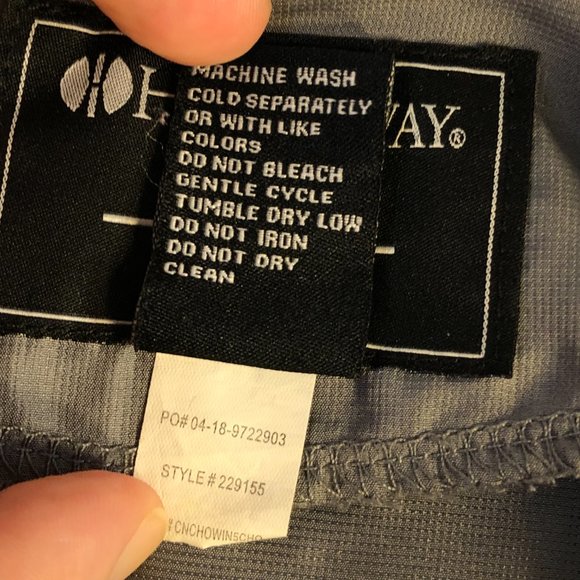 H
WAY®
MACHINE WASH
COLD SEPARATELY
OR WITH LIKE
COLORS
DO NOT BLEACH
GENTLE CYCLE
TUMBLE DRY LOW
DO NOT IRON
DO NOT DRY
CLEAN
PO# 04-18-9722903
STYLE # 229155